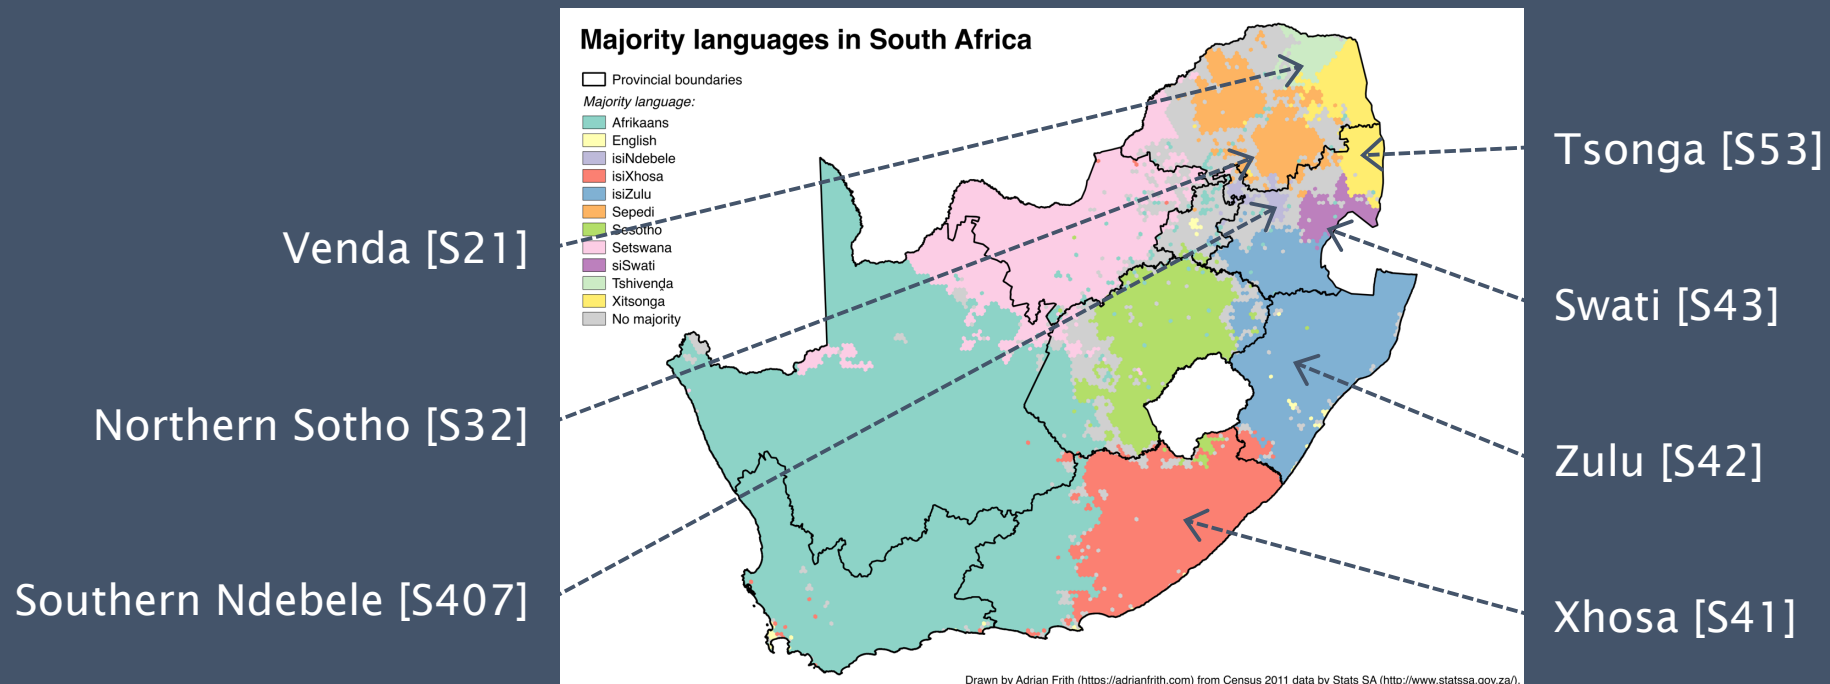 Majority languages in South Africa
Provincial boundaries
Majority language:
Afrikaans
English
isiNdebele
isiXhosa
isiZulu
Sepedi
Sesotho
Setswana
siSwati
Tshivenḓa
Xitsonga
No majority
Venda [S21]
Northern Sotho [S32]
Southern Ndebele [S407]
Tsonga [S53]
Swati [S43]
Zulu [S42]
Xhosa [S41]
Drawn by Adrian Frith (https://adrianfrith.com) from Census 2011 data by Stats SA (http://www.statssa.gov.za/).